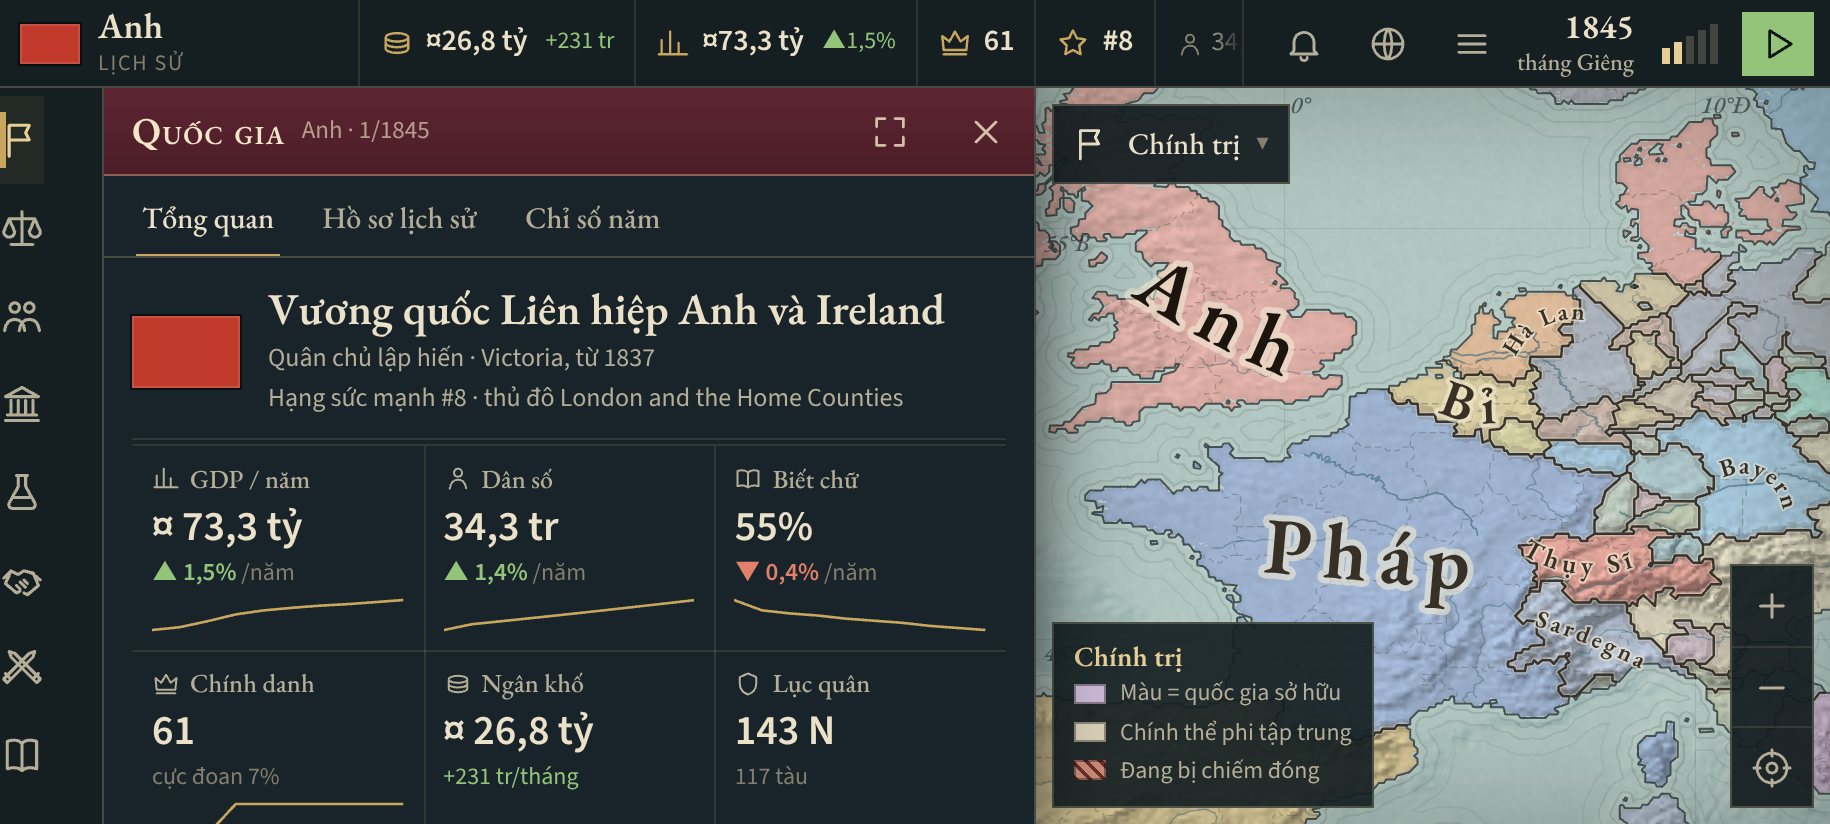 Anh
LỊCH SỬ
¤26,8 tỷ +231 tr
¤73,3 tỷ ▲1,5%
61
#8
34
1845
tháng Giêng
Quốc gia Anh · 1/1845
Tổng quan Hồ sơ lịch sử Chỉ số năm
Vương quốc Liên hiệp Anh và Ireland
Quân chủ lập hiến · Victoria, từ 1837
Hạng sức mạnh #8 · thủ đô London and the Home Counties
GDP / năm
¤ 73,3 tỷ
▲ 1,5% /năm
Dân số
34,3 tr
▲ 1,4% /năm
Biết chữ
55%
▼ 0,4% /năm
Chính danh
61
cực đoan 7%
Ngân khố
¤ 26,8 tỷ
+231 tr/tháng
Lục quân
143 N
117 tàu
Chính trị ▼
0°
10°Đ
55°B
Anh
Hà Lan
Bỉ
Bayern
Pháp
Thụy Sĩ
Sardegna
Chính trị
Màu = quốc gia sở hữu
Chính thể phi tập trung
Đang bị chiếm đóng